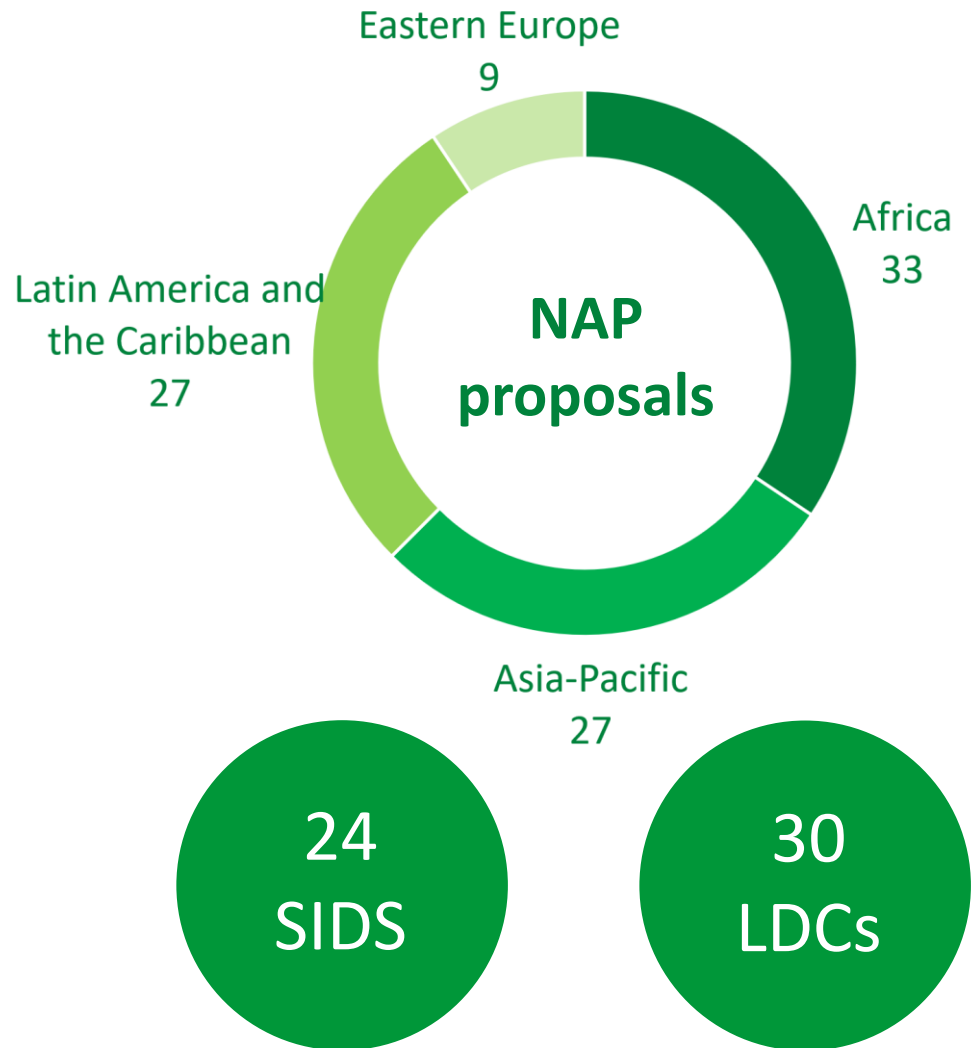 Eastern Europe
9
Africa
33
Latin America and
the Caribbean
27
NAP
proposals
Asia-Pacific
27
24
SIDS
30
LDCs